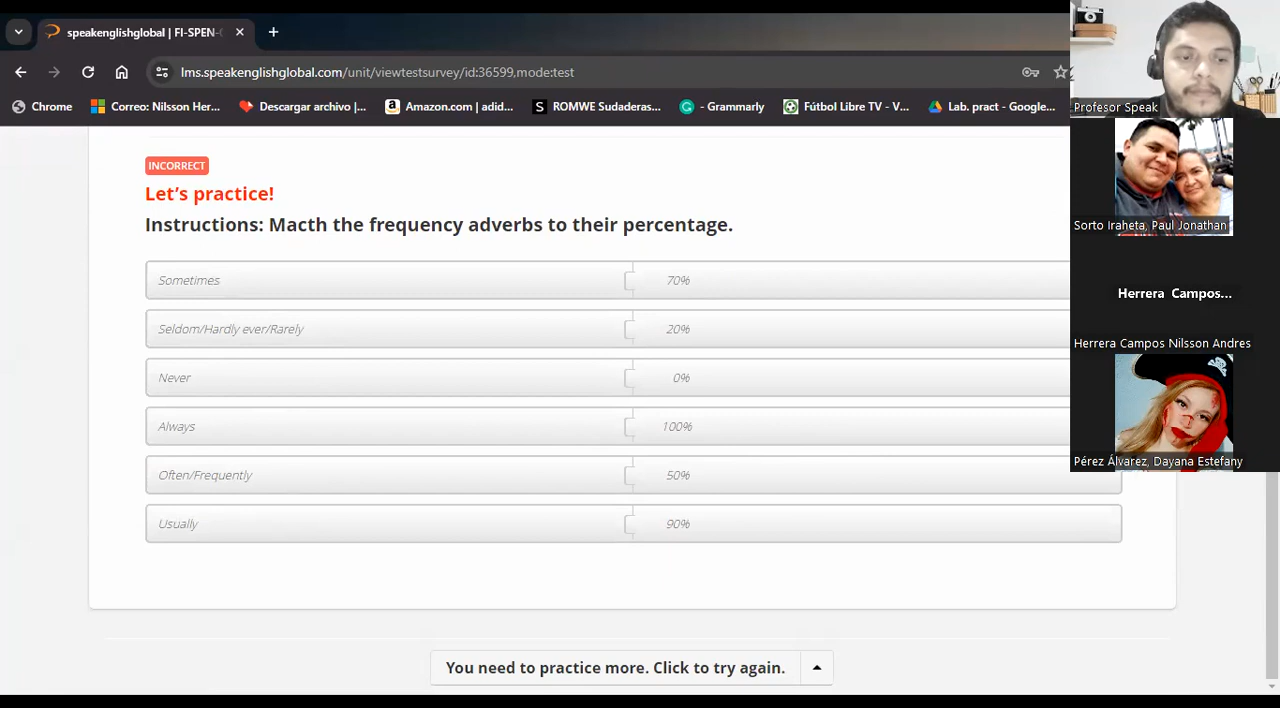 speakenglishglobal | FI-SPEN-
lms.speakenglishglobal.com/unit/viewtestsurvey/id:36599,mode:test
Chrome
Correo: Nilsson Her...
Descargar archivo |...
Amazon.com | adid...
ROMWE Sudaderas...
- Grammarly
Fútbol Libre TV - V...
Lab. pract - Google...
Profesor Speak
INCORRECT
Let's practice!
Instructions: Macth the frequency adverbs to their percentage.
Sometimes 70%
Seldom/Hardly ever/Rarely 20%
Never 0%
Always 100%
Often/Frequently 50%
Usually 90%
You need to practice more. Click to try again.
Sorto Iraheta, Paul Jonathan
Herrera Campos...
Herrera Campos Nilsson Andres
Pérez Álvarez, Dayana Estefany